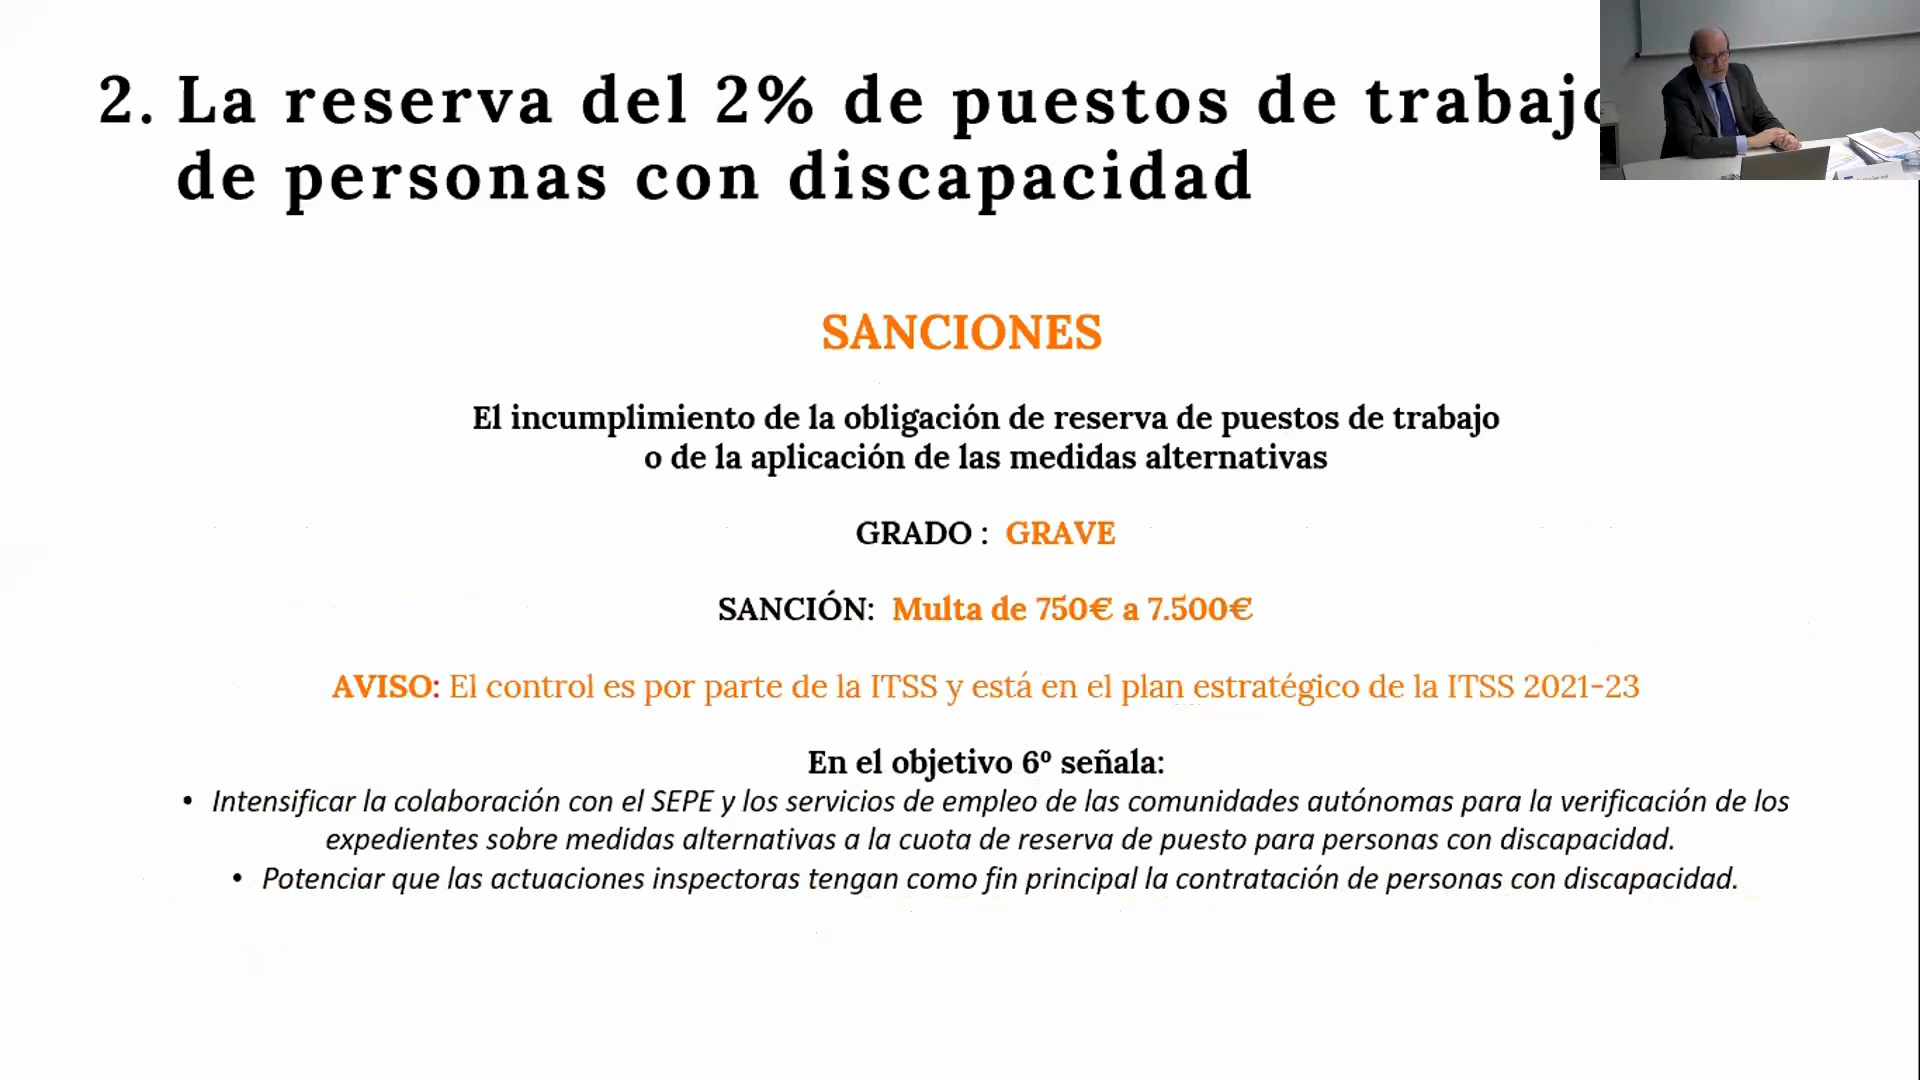 2. La reserva del 2% de puestos de trabajo
de personas con discapacidad
SANCIONES
El incumplimiento de la obligación de reserva de puestos de trabajo
o de la aplicación de las medidas alternativas
GRADO : GRAVE
SANCIÓN: Multa de 750€ a 7.500€
AVISO: El control es por parte de la ITSS y está en el plan estratégico de la ITSS 2021-23
En el objetivo 6º señala:
• Intensificar la colaboración con el SEPE y los servicios de empleo de las comunidades autónomas para la verificación de los
expedientes sobre medidas alternativas a la cuota de reserva de puesto para personas con discapacidad.
• Potenciar que las actuaciones inspectoras tengan como fin principal la contratación de personas con discapacidad.